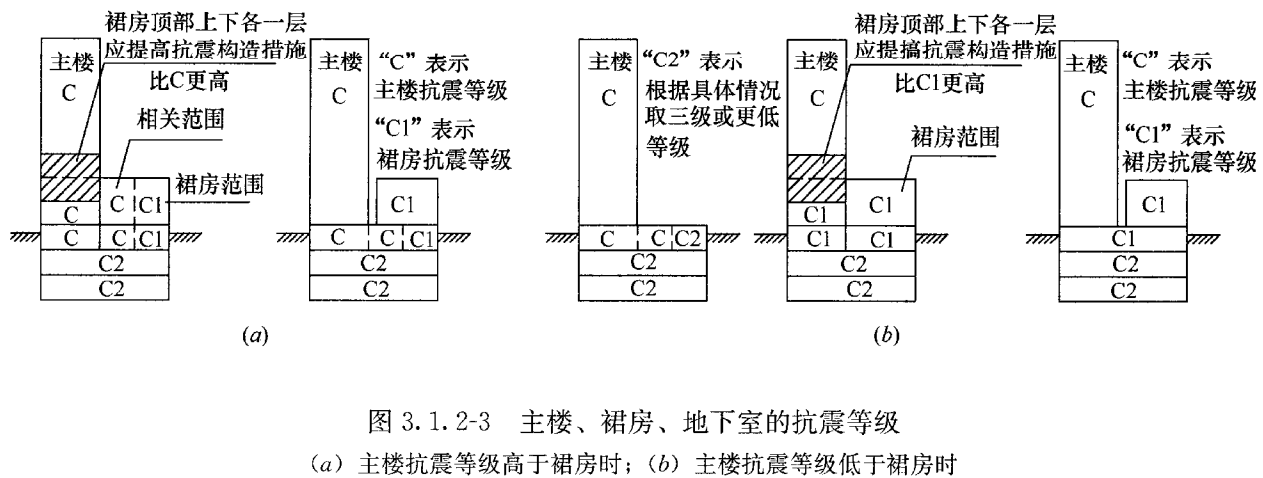 裙房顶部上下各一层
应提高抗震构造措施
比C更高
主楼
C
相关范围
裙房范围
C
C
C1
C
C
C1
C2
C2
主楼
C
“C”表示
主楼抗震等级
“C1”表示
裙房抗震等级
C1
C
C
C1
C2
C2
(a)
主楼
C
“C2”表示
根据具体情况
取三级或更低
等级
C
C
C2
C2
C2
裙房顶部上下各一层
应提搞抗震构造措施
比C1更高
主楼
C
裙房范围
C1
C1
C1
C1
C2
C2
主楼
C
“C”表示
主楼抗震等级
“C1”表示
裙房抗震等级
C1
C1
C2
C2
(b)
图 3.1.2-3 主楼、裙房、地下室的抗震等级
(a) 主楼抗震等级高于裙房时；(b) 主楼抗震等级低于裙房时